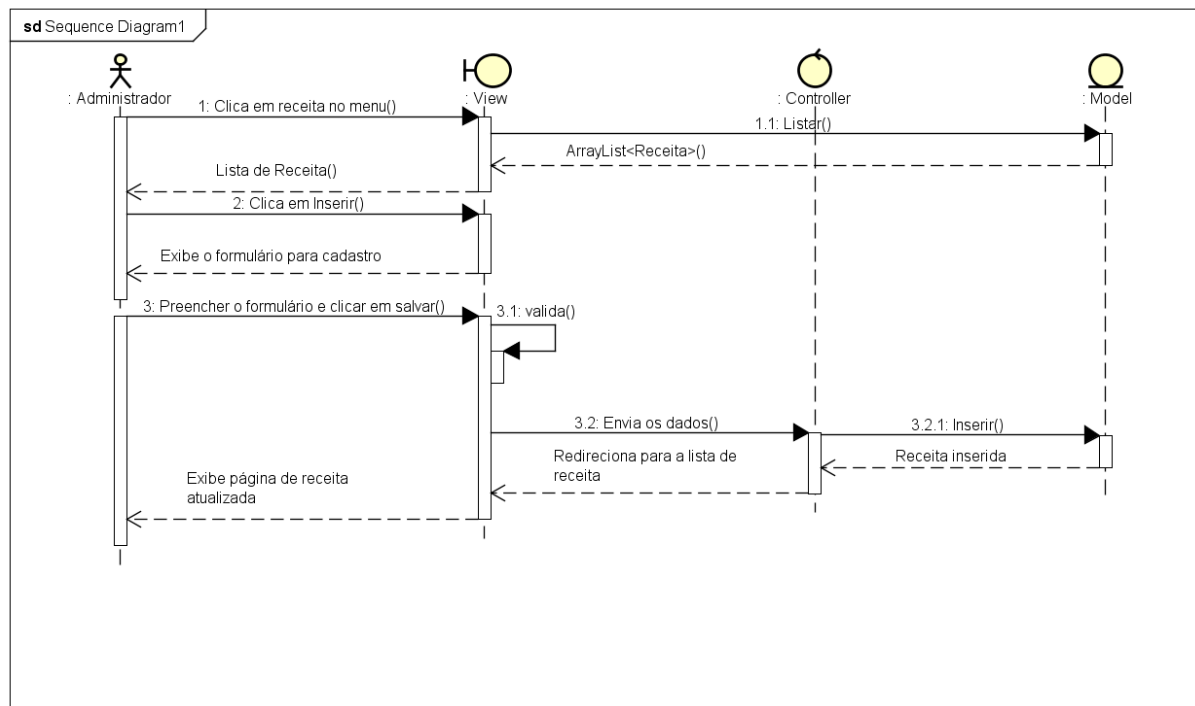 sd Sequence Diagram1
: Administrador
: View
: Controller
: Model
1: Clica em receita no menu()
1.1: Listar()
ArrayList<Receita>()
Lista de Receita()
2: Clica em Inserir()
Exibe o formulário para cadastro
3: Preencher o formulário e clicar em salvar()
3.1: valida()
3.2: Envia os dados()
3.2.1: Inserir()
Receita inserida
Redireciona para a lista de
receita
Exibe página de receita
atualizada